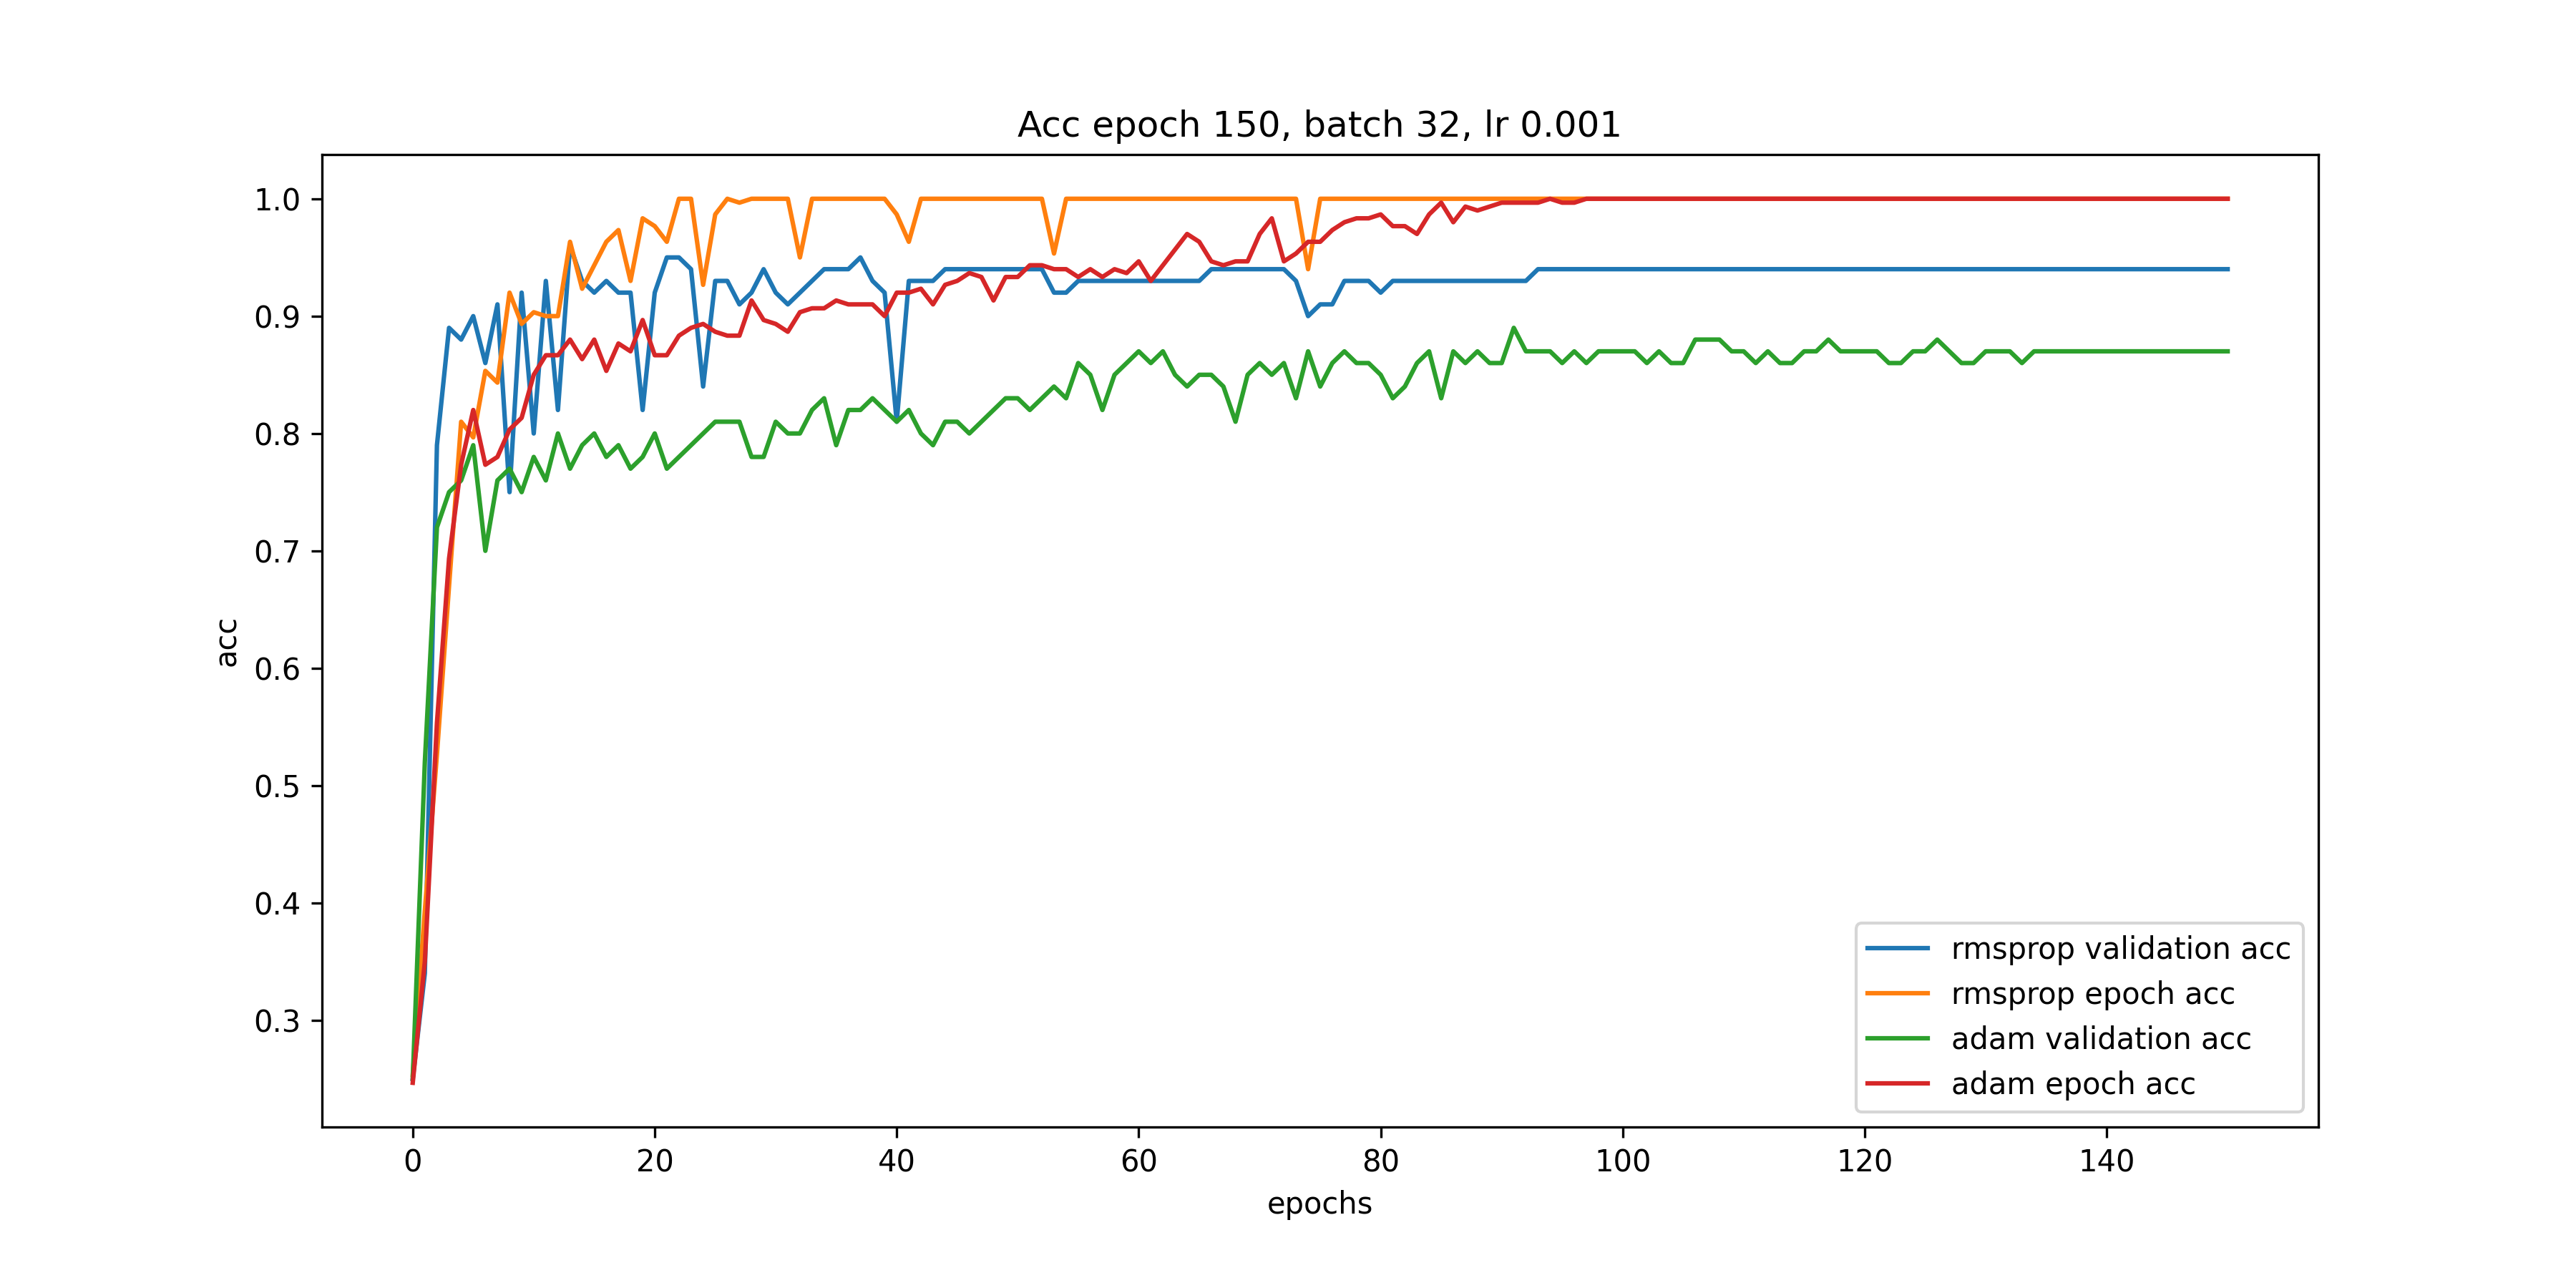 Acc epoch 150, batch 32, lr 0.001
1.0
0.9
0.8
0.7
0.6
0.5
0.4
0.3
acc
rmsprop validation acc
rmsprop epoch acc
adam validation acc
adam epoch acc
0 20 40 60 80 100 120 140
epochs